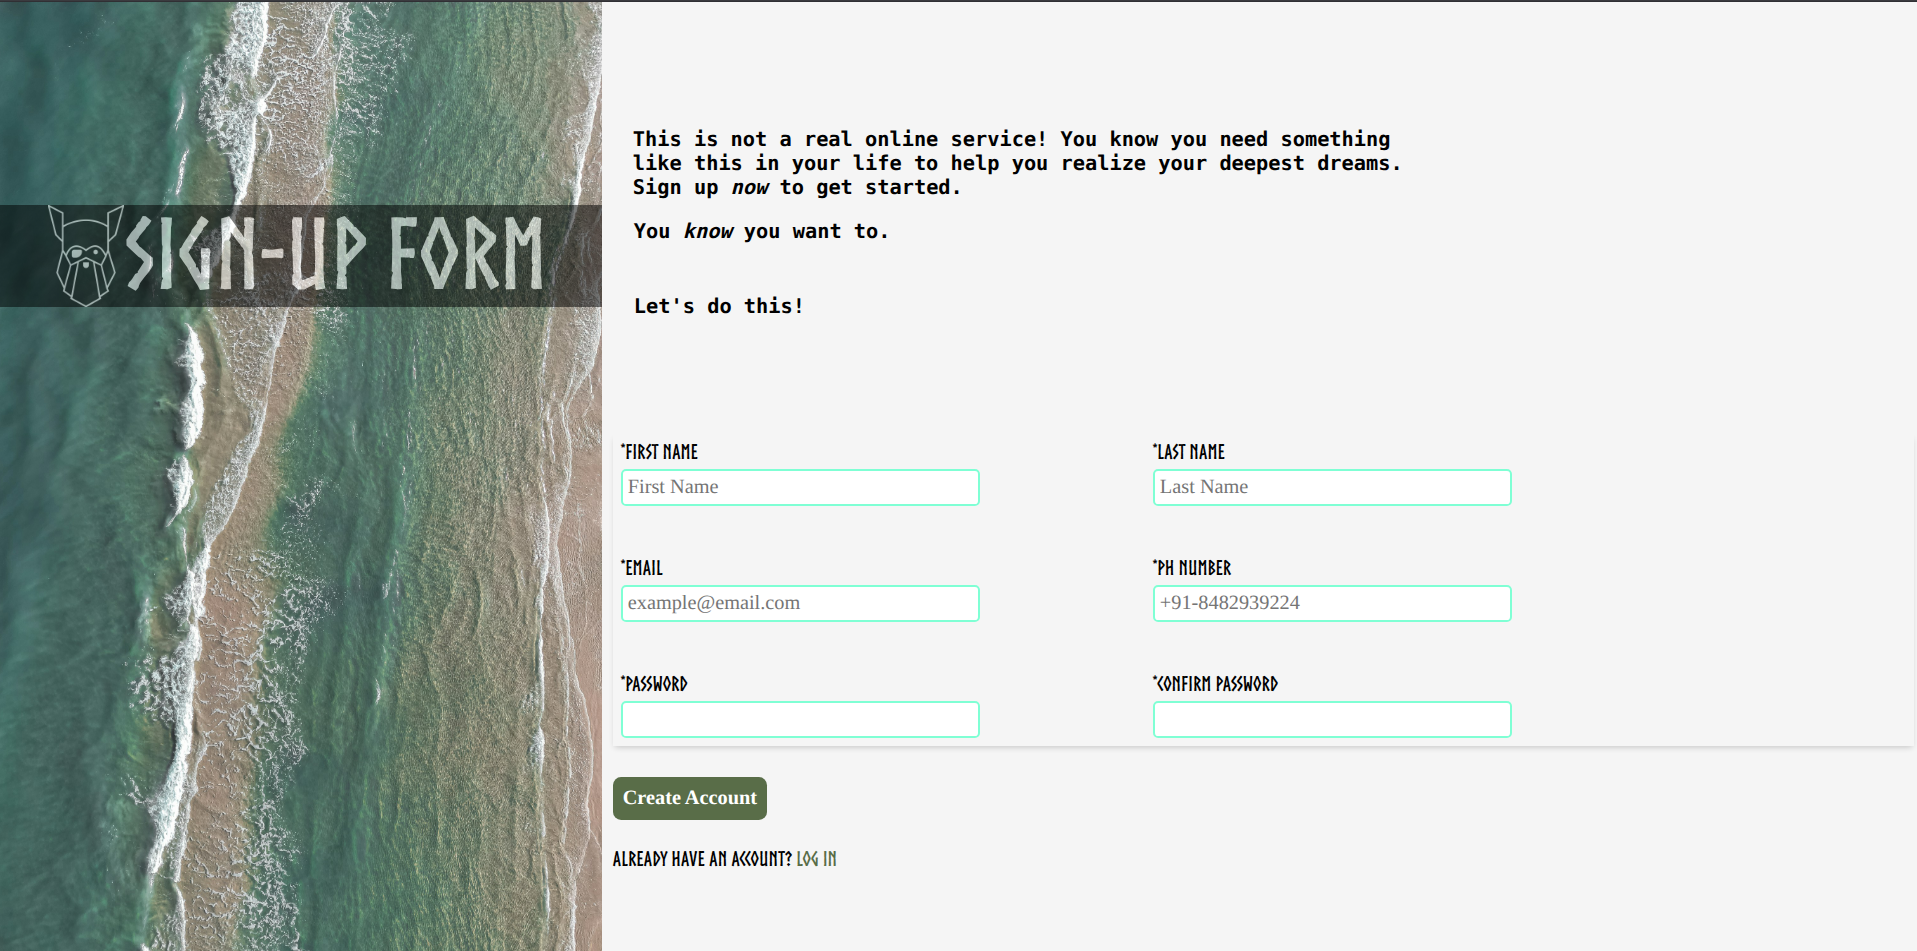 SIGN-UP FORM
This is not a real online service! You know you need something
like this in your life to help you realize your deepest dreams.
Sign up now to get started.
You know you want to.
Let's do this!
*FIRST NAME
*LAST NAME
First Name
Last Name
*EMAIL
*PH NUMBER
example@email.com
+91-8482939224
*PASSWORD
*CONFIRM PASSWORD
Create Account
ALREADY HAVE AN ACCOUNT? LOG IN